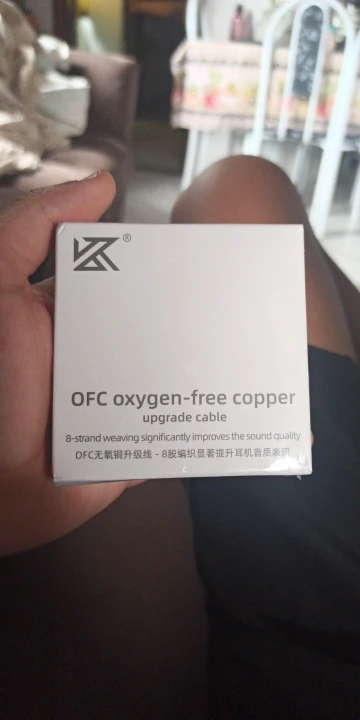 KZ®
OFC oxygen-free copper
upgrade cable
8-strand weaving significantly improves the sound quality
OFC无氧铜升级线 - 8股编织显著提升耳机音质表现